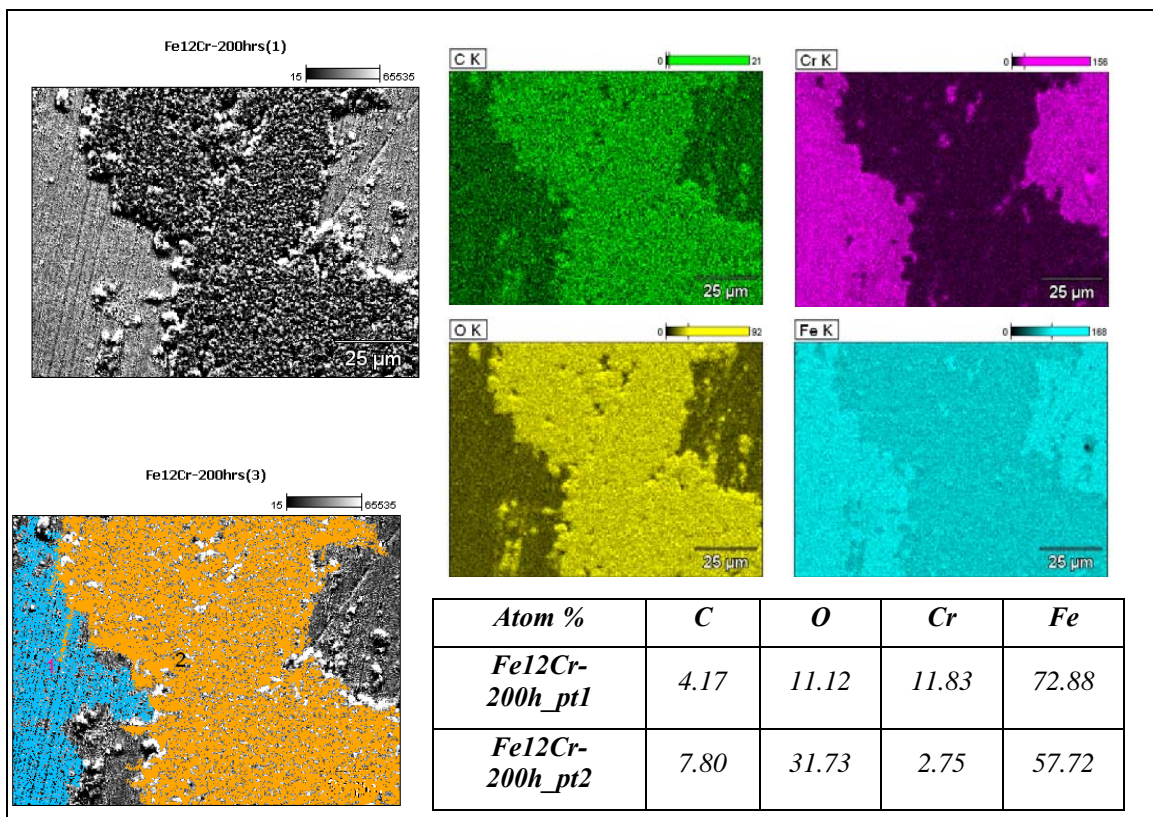 Fe12Cr-200hrs(1)
15 65535
25 µm
C K 0 21
25 µm
Cr K 0 156
25 µm
O K 0 92
25 µm
Fe K 0 168
25 µm
Fe12Cr-200hrs(3)
15 65535
1
2
Atom % C O Cr Fe
Fe12Cr-
200h_pt1 4.17 11.12 11.83 72.88
Fe12Cr-
200h_pt2 7.80 31.73 2.75 57.72